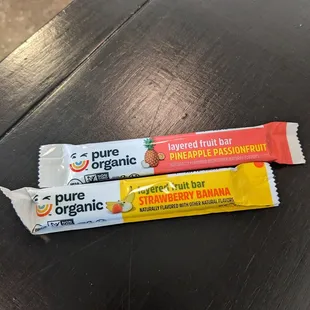 pure
organic
layered fruit bar
PINEAPPLE PASSIONFRUIT
pure
organic
layered fruit bar
STRAWBERRY BANANA
NATURALLY FLAVORED WITH OTHER NATURAL FLAVORS